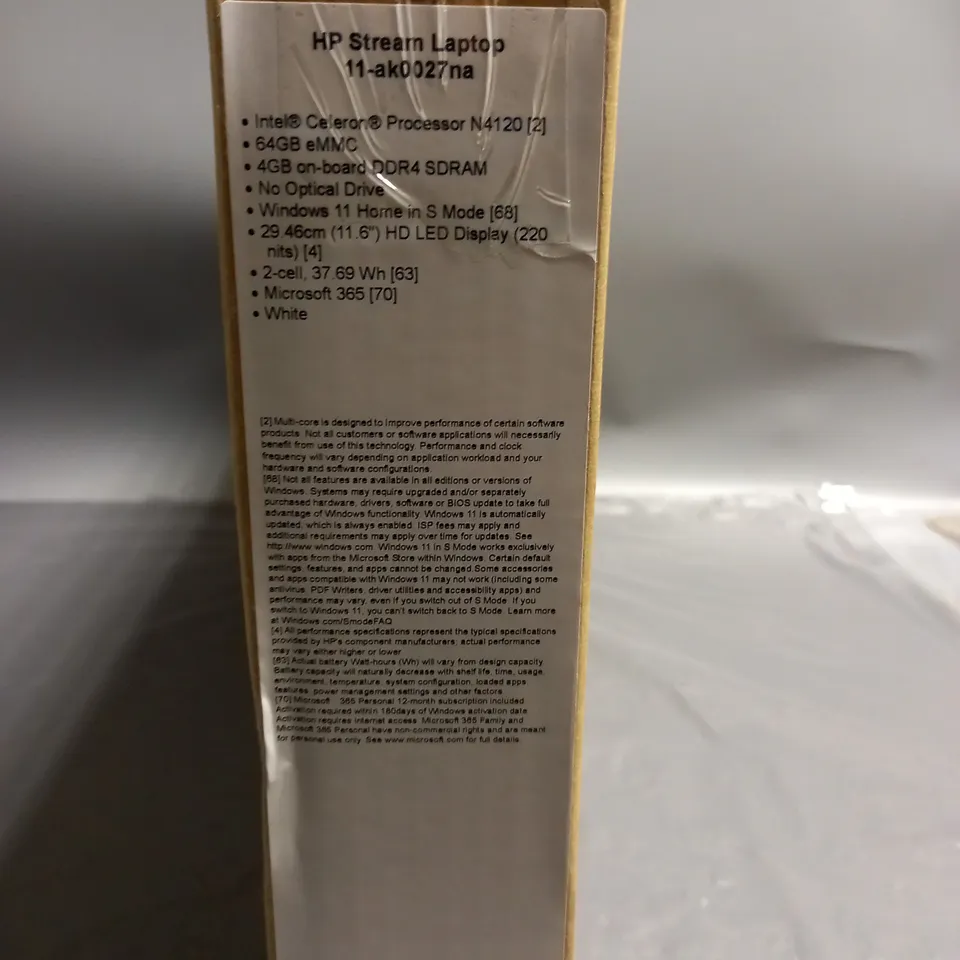 HP Stream Laptop
11-ak0027na
• Intel® Celeron® Processor N4120 [2]
• 64GB eMMC
• 4GB on-board DDR4 SDRAM
• No Optical Drive
• Windows 11 Home in S Mode [68]
• 29.46cm (11.6") HD LED Display (220
nits) [4]
• 2-cell, 37.69 Wh [63]
• Microsoft 365 [70]
• White
[2] Multi-core is designed to improve performance of certain software
products. Not all customers or software applications will necessarily
benefit from use of this technology. Performance and clock
frequency will vary depending on application workload and your
hardware and software configurations.
[68] Not all features are available in all editions or versions of
Windows. Systems may require upgraded and/or separately
purchased hardware, drivers, software or BIOS update to take full
advantage of Windows functionality. Windows 11 is automatically
updated, which is always enabled. ISP fees may apply and
additional requirements may apply over time for updates. See
http://www.windows.com. Windows 11 in S Mode works exclusively
with apps from the Microsoft Store within Windows. Certain default
settings, features, and apps cannot be changed.Some accessories
and apps compatible with Windows 11 may not work (including some
antivirus, PDF Writers, driver utilities and accessibility apps) and
performance may vary, even if you switch out of S Mode. If you
switch to Windows 11, you can't switch back to S Mode. Learn more
at Windows.com/SmodeFAQ
[4] All performance specifications represent the typical specifications
provided by HP's component manufacturers; actual performance
may vary either higher or lower
[63] Actual battery Watt-hours (Wh) will vary from design capacity.
Battery capacity will naturally decrease with shelf life, time, usage,
environment, temperature, system configuration, loaded apps,
features, power management settings and other factors.
[70] Microsoft 365 Personal 12-month subscription included.
Activation required within 180days of Windows activation date.
Activation requires internet access. Microsoft 365 Family and
Microsoft 365 Personal have non-commercial rights and are meant
for personal use only. See www.microsoft.com for full details.